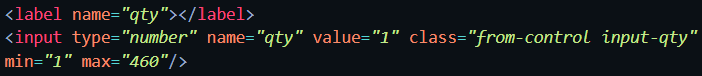 <label name="qty"></label>
<input type="number" name="qty" value="1" class="from-control input-qty"
min="1" max="460"/>